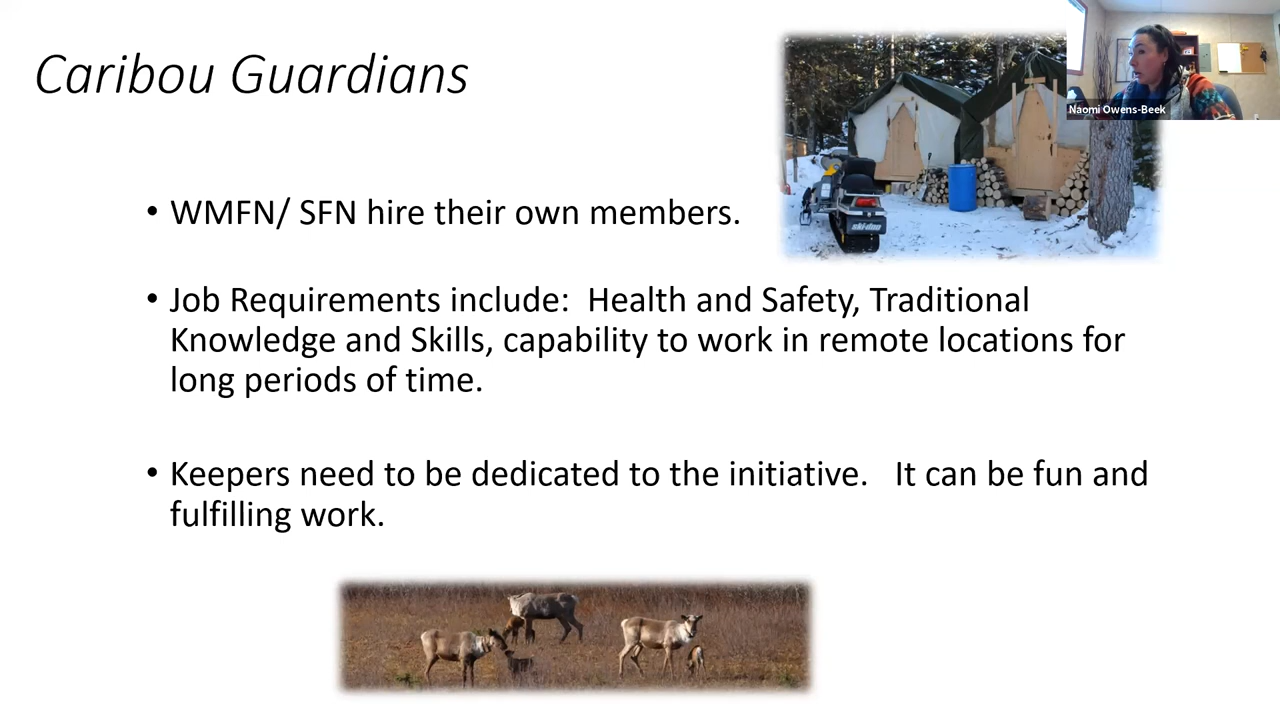 Caribou Guardians
Naomi Owens-Beek
• WMFN/ SFN hire their own members.
ski-doo
• Job Requirements include:  Health and Safety, Traditional
Knowledge and Skills, capability to work in remote locations for
long periods of time.
• Keepers need to be dedicated to the initiative.   It can be fun and
fulfilling work.